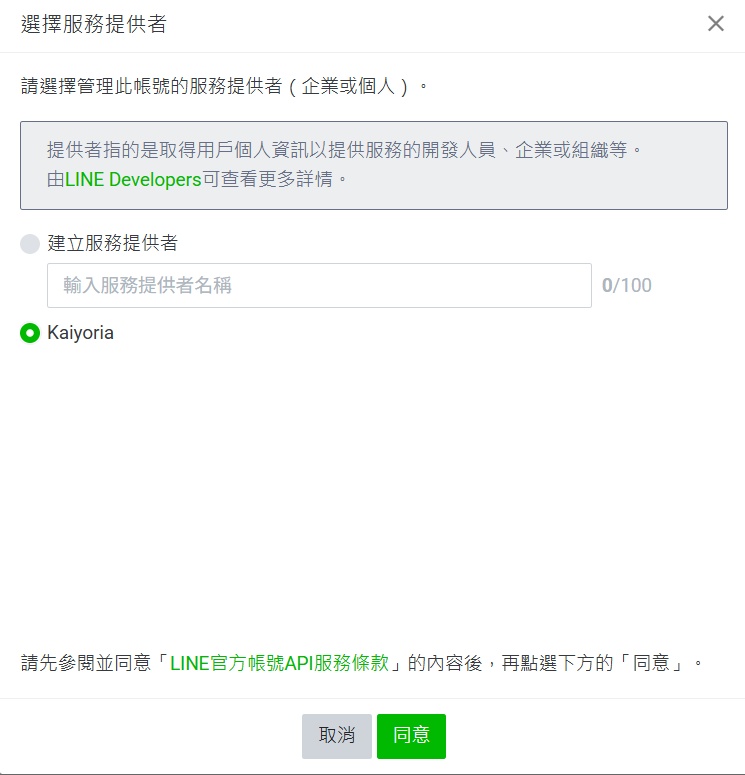 選擇服務提供者
請選擇管理此帳號的服務提供者（企業或個人）。
提供者指的是取得用戶個人資訊以提供服務的開發人員、企業或組織等。
由LINE Developers可查看更多詳情。
建立服務提供者
輸入服務提供者名稱 0/100
Kaiyoria
請先參閱並同意「LINE官方帳號API服務條款」的內容後，再點選下方的「同意」。
取消 同意